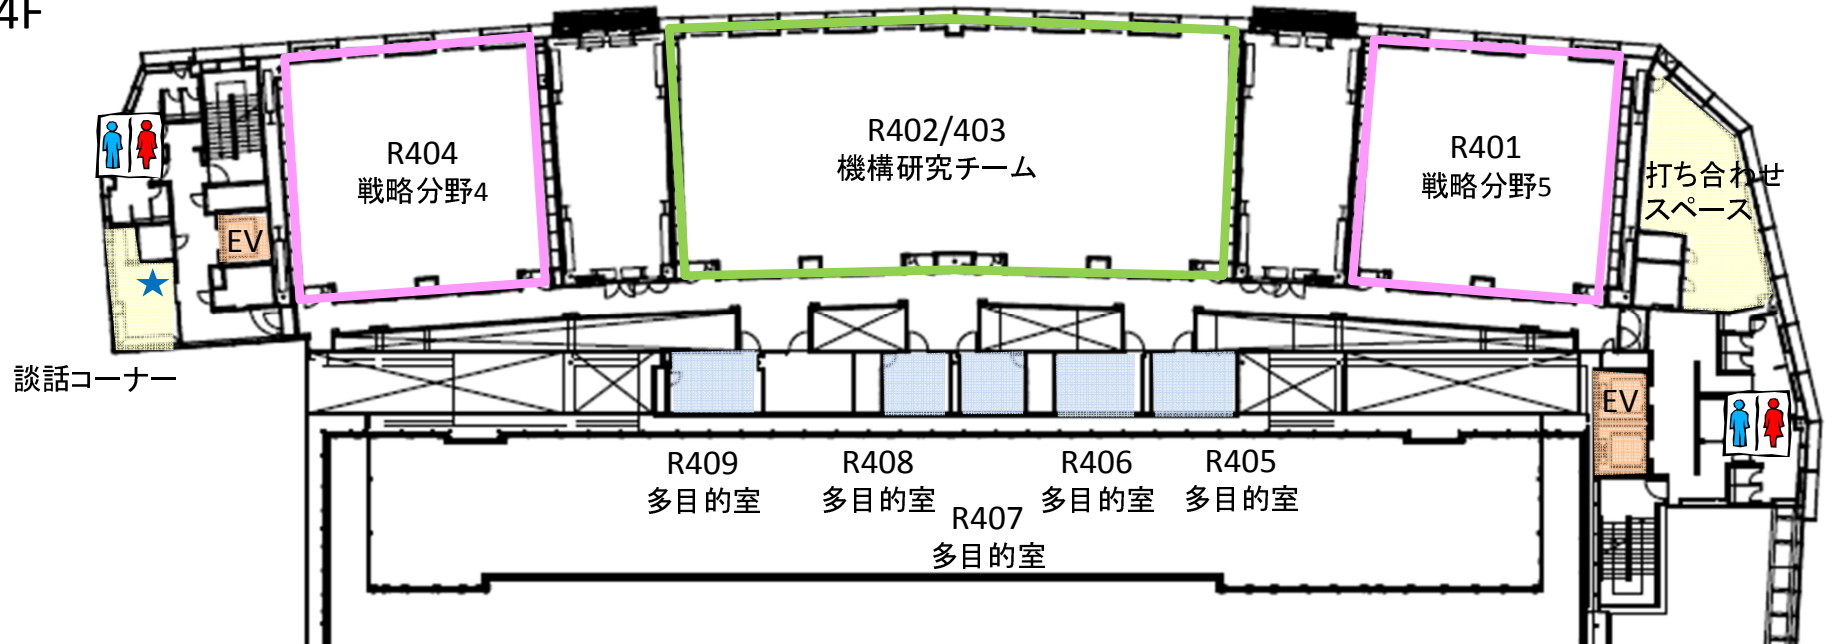 4F
R404
戦略分野4
R402/403
機構研究チーム
R401
戦略分野5
打ち合わせ
スペース
EV
談話コーナー
EV
R409
多目的室
R408
多目的室
R407
多目的室
R406
多目的室
R405
多目的室